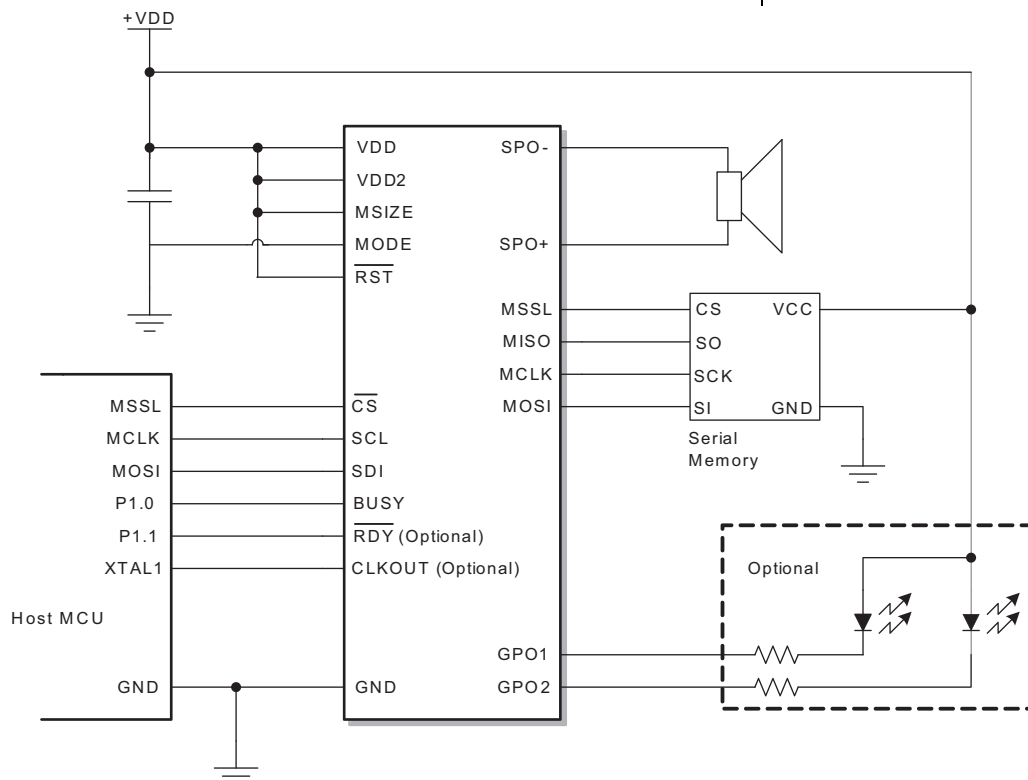 +VDD
VDD
VDD2
MSIZE
MODE
RST
SPO-
SPO+
MSSL
MISO
MCLK
MOSI
CS
SO
SCK
SI
VCC
GND
Serial
Memory
MSSL
MCLK
MOSI
P1.0
P1.1
XTAL1
Host MCU
GND
CS
SCL
SDI
BUSY
RDY (Optional)
CLKOUT (Optional)
GND
GPO1
GPO2
Optional